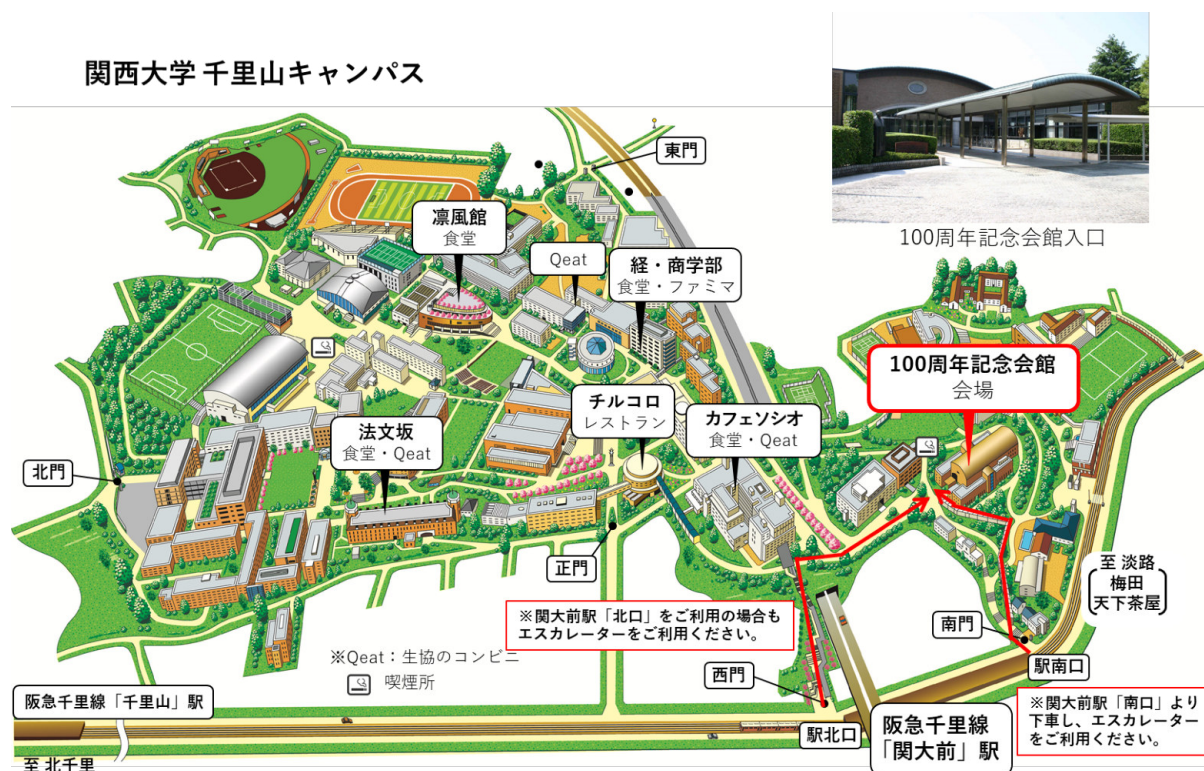 関西大学 千里山キャンパス
100周年記念会館入口
東門
凛風館
食堂
Qeat
経・商学部
食堂・ファミマ
100周年記念会館
会場
チルコロ
レストラン
カフェソシオ
食堂・Qeat
法文坂
食堂・Qeat
北門
正門
至 淡路
梅田
天下茶屋
※関大前駅「北口」をご利用の場合も
エスカレーターをご利用ください。
南門
※Qeat：生協のコンビニ
喫煙所
西門
駅南口
阪急千里線「千里山」駅
駅北口
阪急千里線
「関大前」駅
※関大前駅「南口」より
下車し、エスカレーター
をご利用ください。
至 北千里